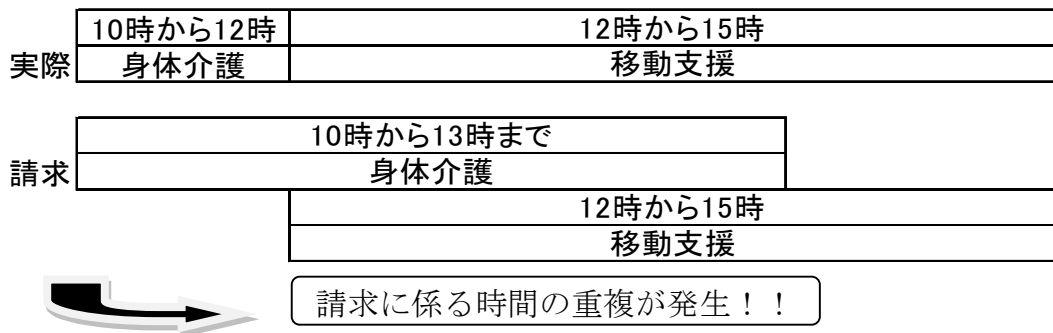 10時から12時 12時から15時
実際 身体介護 移動支援
10時から13時まで
請求 身体介護
12時から15時
移動支援
請求に係る時間の重複が発生！！